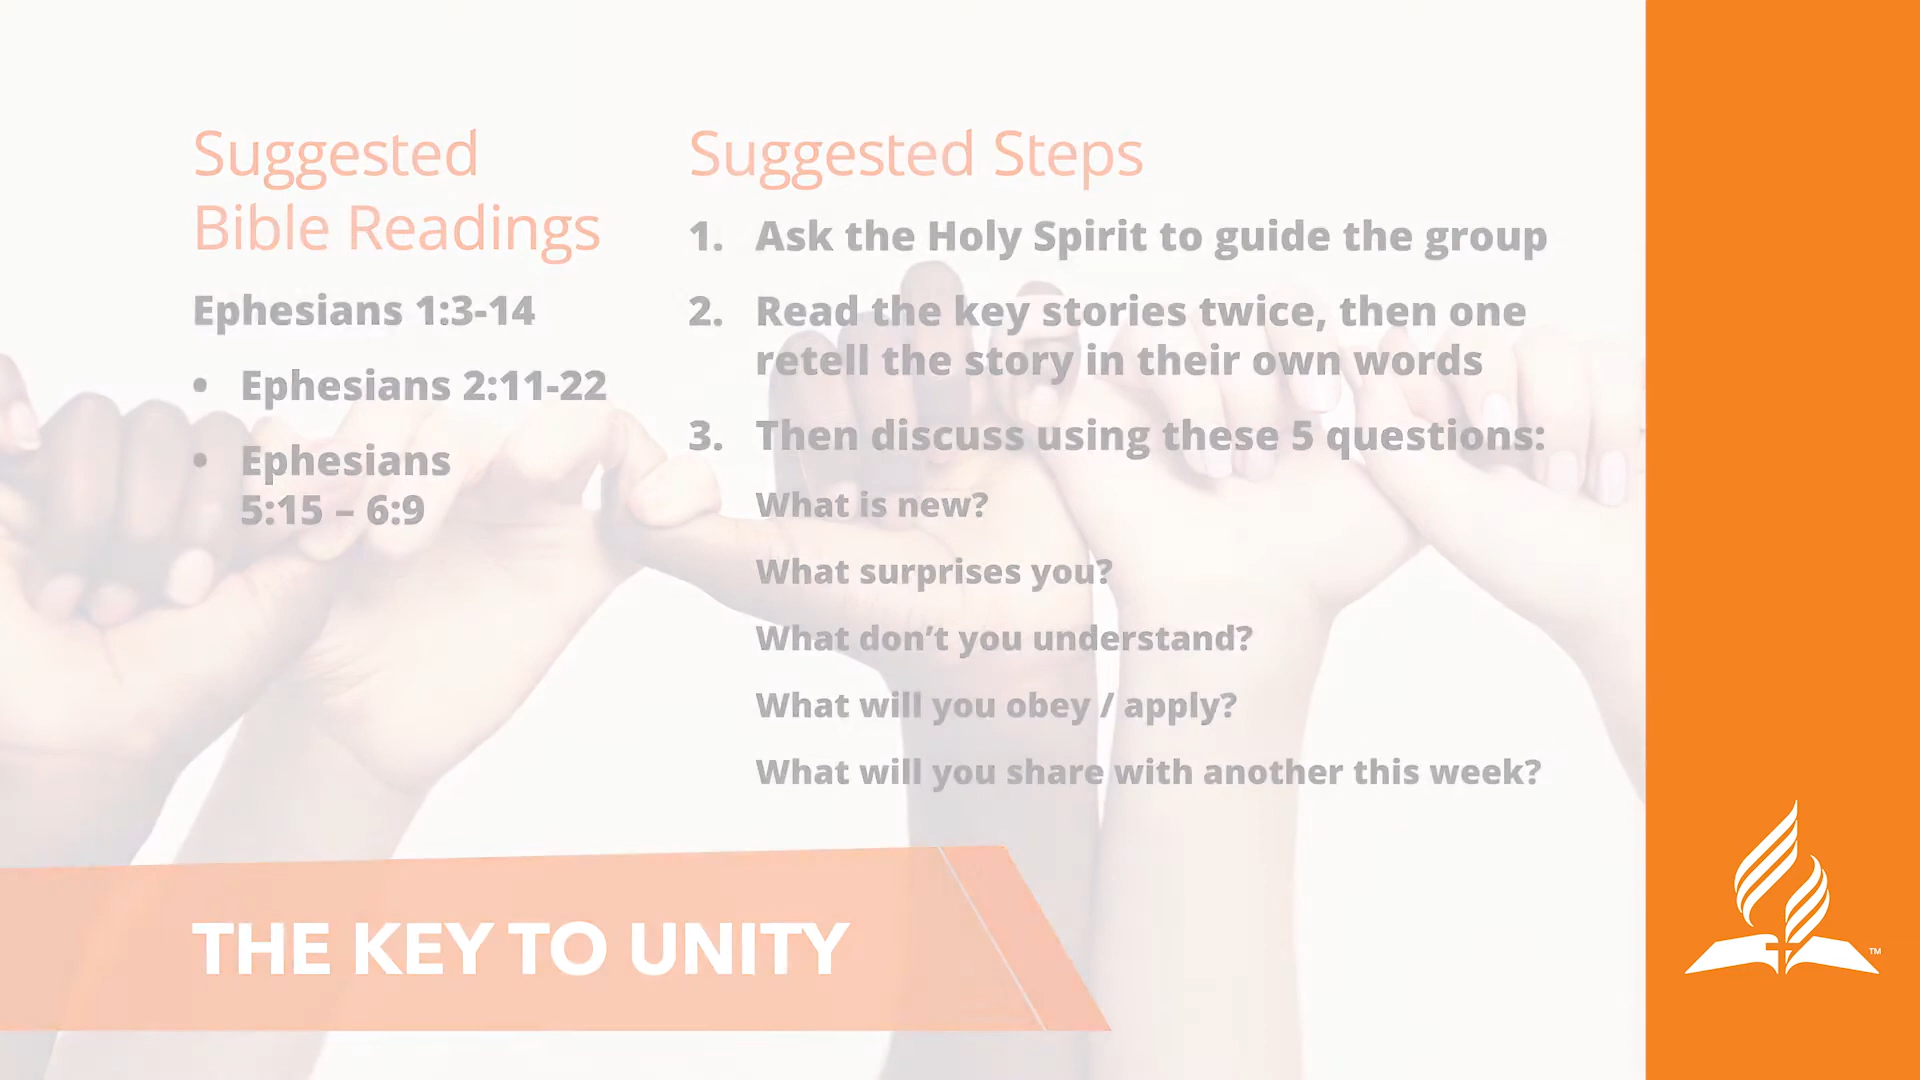 Suggested
Bible Readings
Ephesians 1:3-14
• Ephesians 2:11-22
• Ephesians
5:15 – 6:9
Suggested Steps
1. Ask the Holy Spirit to guide the group
2. Read the key stories twice, then one
retell the story in their own words
3. Then discuss using these 5 questions:
What is new?
What surprises you?
What don’t you understand?
What will you obey / apply?
What will you share with another this week?
THE KEY TO UNITY
™